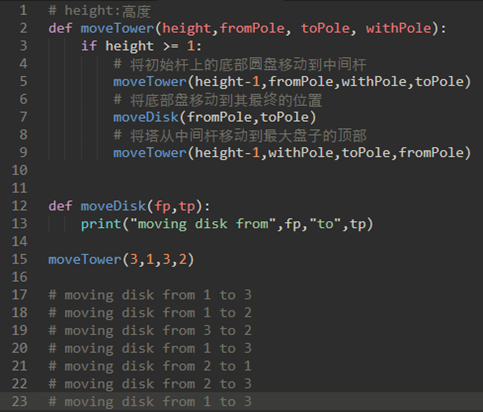 1 # height:高度
2 def moveTower(height,fromPole, toPole, withPole):
3 if height >= 1:
4 # 将初始杆上的底部圆盘移动到中间杆
5 moveTower(height-1,fromPole,withPole,toPole)
6 # 将底部盘移动到其最终的位置
7 moveDisk(fromPole,toPole)
8 # 将塔从中间杆移动到最大盘子的顶部
9 moveTower(height-1,withPole,toPole,fromPole)
10
11
12 def moveDisk(fp,tp):
13 print("moving disk from",fp,"to",tp)
14
15 moveTower(3,1,3,2)
16
17 # moving disk from 1 to 3
18 # moving disk from 1 to 2
19 # moving disk from 3 to 2
20 # moving disk from 1 to 3
21 # moving disk from 2 to 1
22 # moving disk from 2 to 3
23 # moving disk from 1 to 3